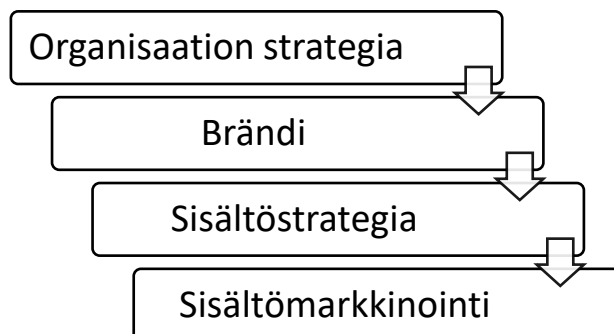 Organisaation strategia
Brändi
Sisältöstrategia
Sisältömarkkinointi